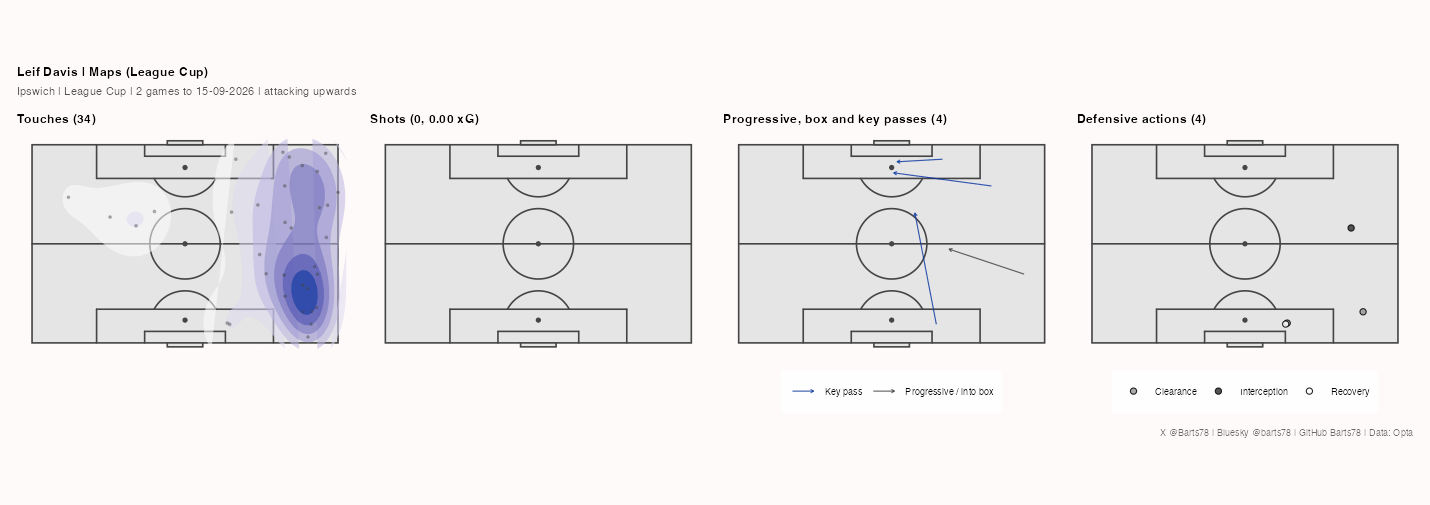 Leif Davis | Maps (League Cup)
Ipswich | League Cup | 2 games to 15-09-2026 | attacking upwards
Touches (34)
Shots (0, 0.00 xG)
Progressive, box and key passes (4)
Defensive actions (4)
Key pass
Progressive / into box
Clearance
Interception
Recovery
X @Barts78 | Bluesky @barts78 | GitHub Barts78 | Data: Opta